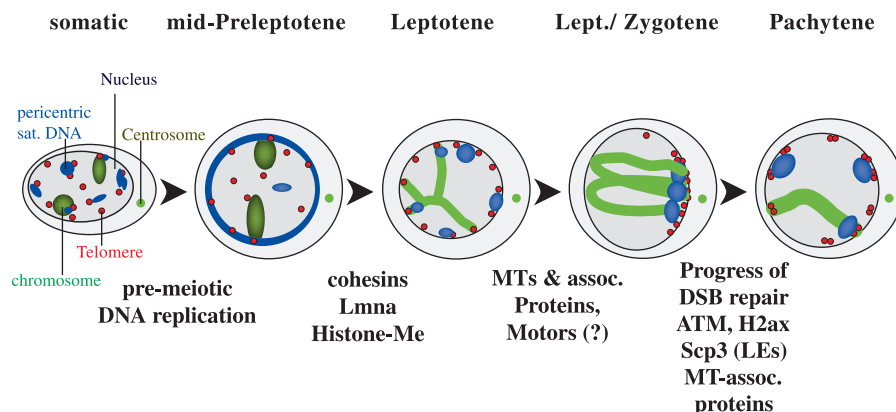 somatic
mid-Preleptotene
Leptotene
Lept./ Zygotene
Pachytene
Nucleus
pericentric
sat. DNA
Centrosome
Telomere
chromosome
pre-meiotic
DNA replication
cohesins
Lmna
Histone-Me
MTs & assoc.
Proteins,
Motors (?)
Progress of
DSB repair
ATM, H2ax
Scp3 (LEs)
MT-assoc.
proteins